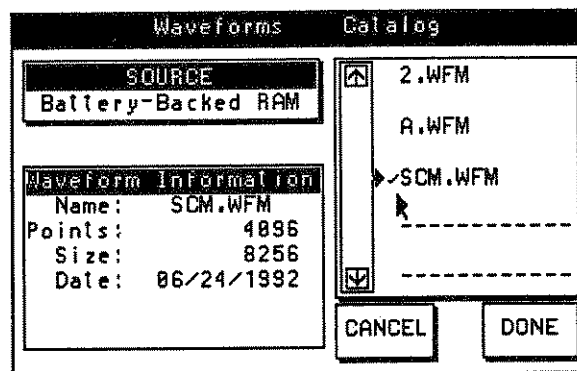 Waveforms Catalog
SOURCE
Battery-Backed RAM
Waveform Information
Name: SCM.WFM
Points: 4096
Size: 8256
Date: 06/24/1992
2.WFM
A.WFM
✓SCM.WFM
CANCEL
DONE